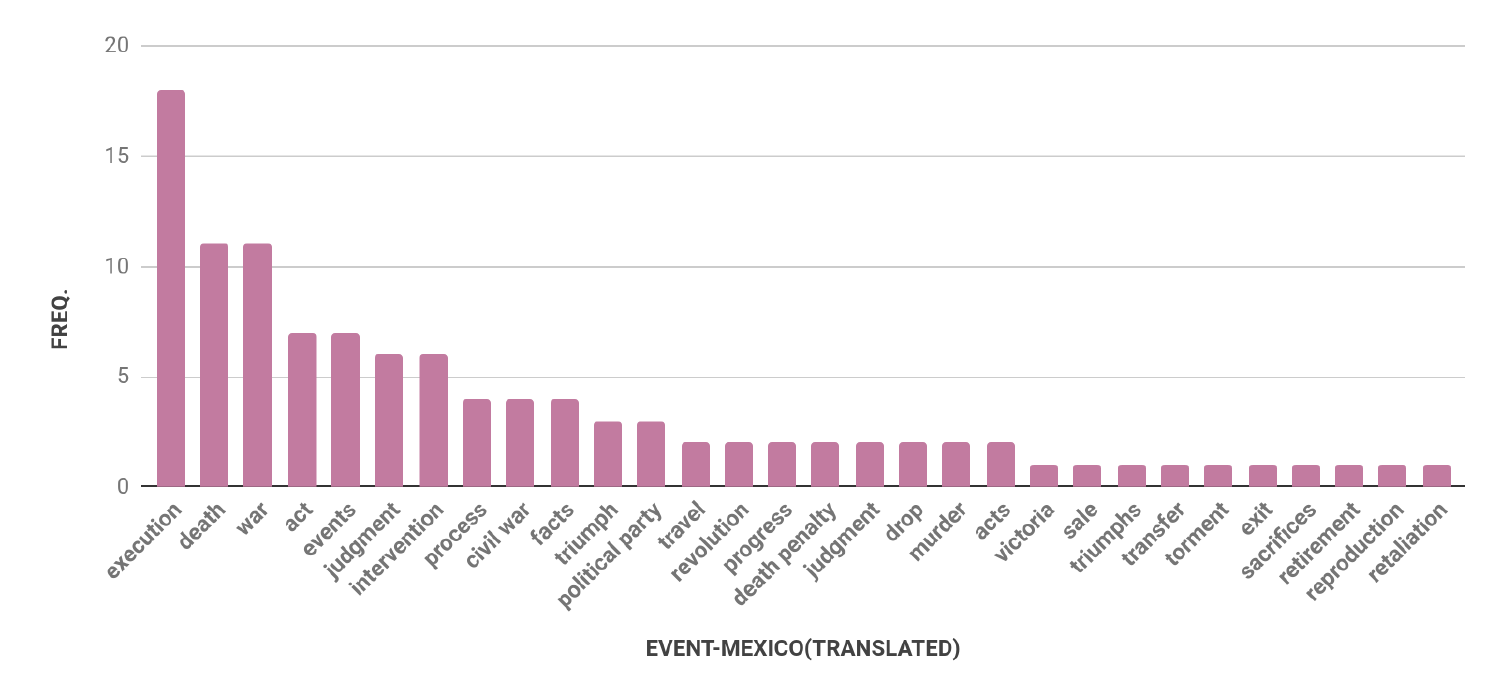 20
15
10
5
0
FREQ.
execution
death
war
act
events
judgment
intervention
process
civil war
facts
triumph
political party
travel
revolution
progress
death penalty
judgment
drop
murder
acts
victoria
sale
triumphs
transfer
torment
exit
sacrifices
retirement
reproduction
retaliation
EVENT-MEXICO(TRANSLATED)